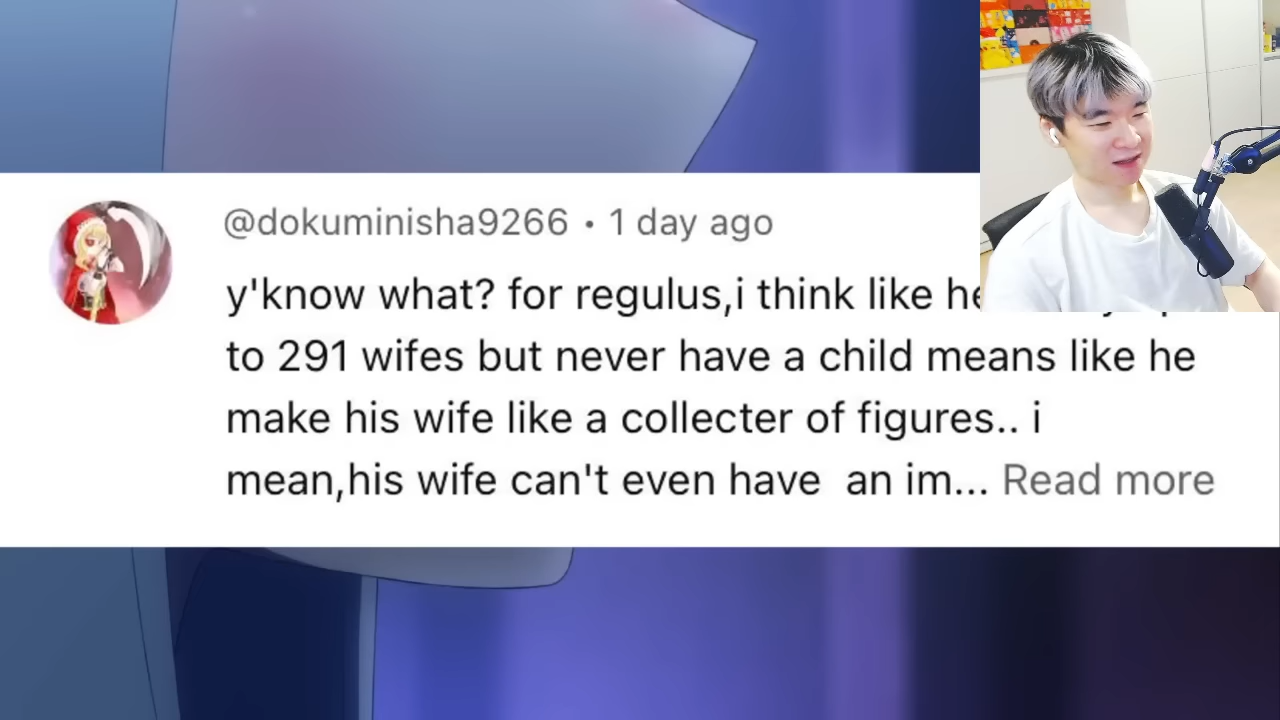 @dokuminisha9266 • 1 day ago
y'know what? for regulus,i think like he
to 291 wifes but never have a child means like he
make his wife like a collecter of figures.. i
mean,his wife can't even have an im... Read more